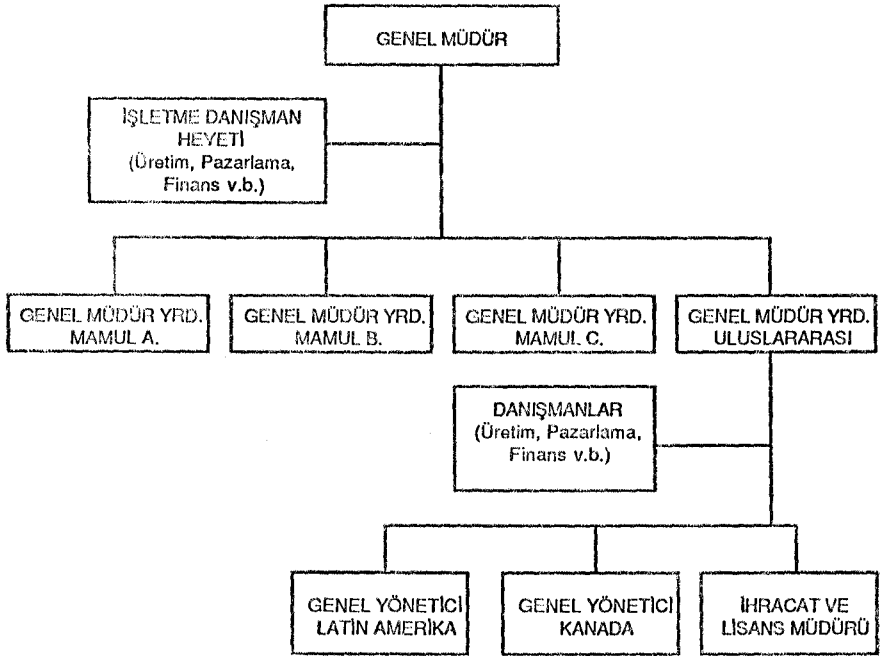 GENEL MÜDÜR
İŞLETME DANIŞMAN
HEYETİ
(Üretim, Pazarlama,
Finans v.b.)
GENEL MÜDÜR YRD.
MAMUL A.
GENEL MÜDÜR YRD.
MAMUL B.
GENEL MÜDÜR YRD.
MAMUL C.
GENEL MÜDÜR YRD.
ULUSLARARASI
DANIŞMANLAR
(Üretim, Pazarlama,
Finans v.b.)
GENEL YÖNETİCİ
LATİN AMERİKA
GENEL YÖNETİCİ
KANADA
İHRACAT VE
LİSANS MÜDÜRÜ